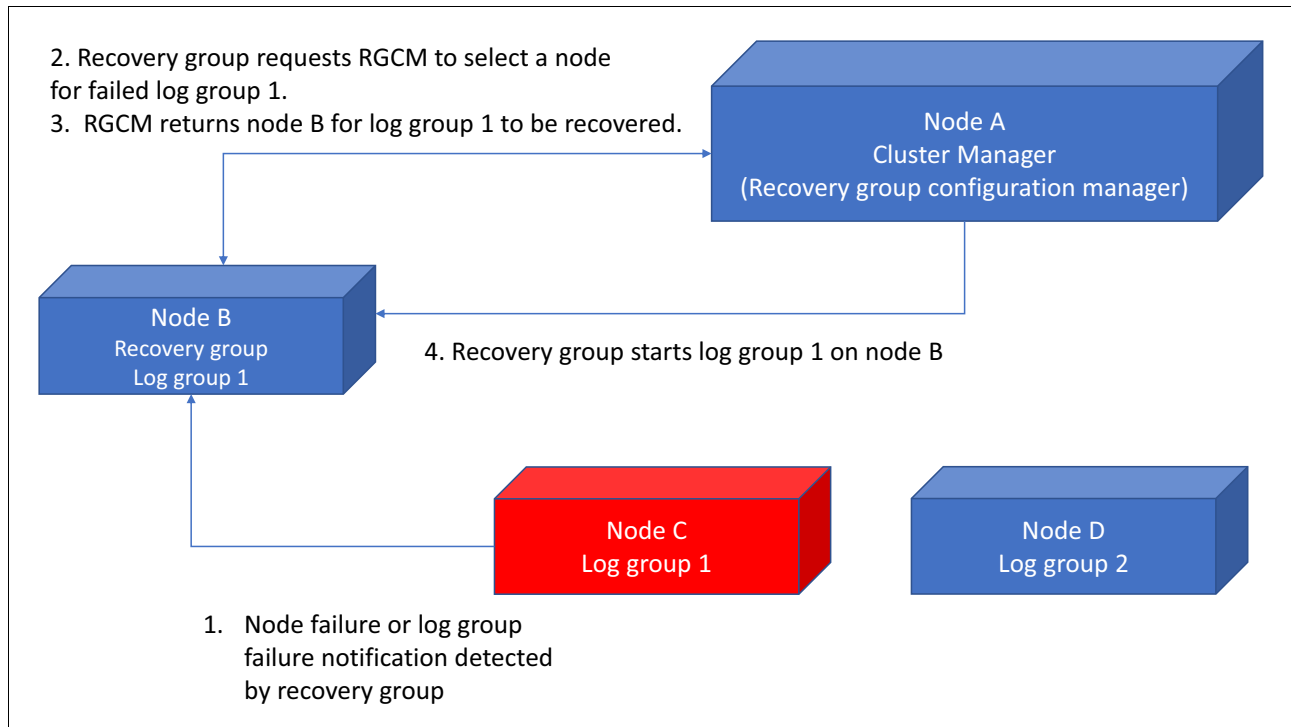 2. Recovery group requests RGCM to select a node
for failed log group 1.
3. RGCM returns node B for log group 1 to be recovered.
Node A
Cluster Manager
(Recovery group configuration manager)
Node B
Recovery group
Log group 1
4. Recovery group starts log group 1 on node B
Node C
Log group 1
Node D
Log group 2
1. Node failure or log group
failure notification detected
by recovery group